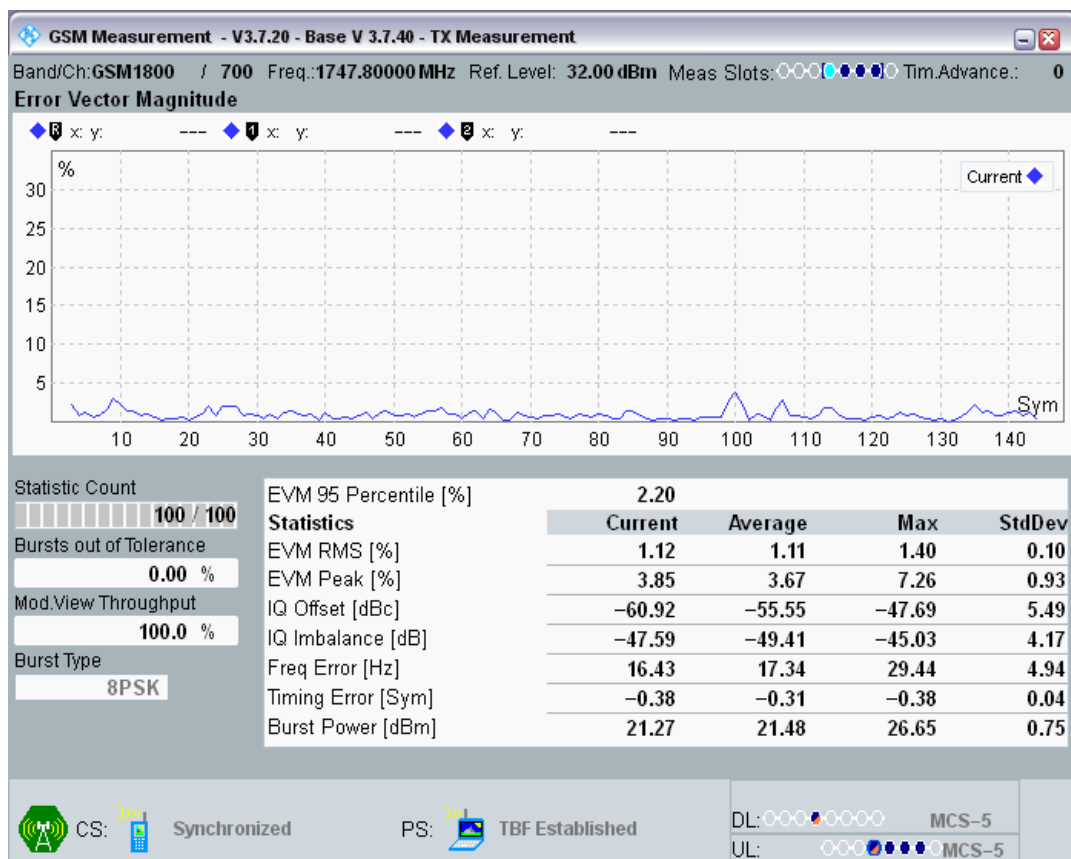 GSM Measurement - V3.7.20 - Base V 3.7.40 - TX Measurement
Band/Ch:GSM1800 / 700 Freq.:1747.80000 MHz Ref. Level: 32.00 dBm Meas Slots: Tim.Advance.: 0
Error Vector Magnitude
R x: y: --- 1 x: y: --- 2 x: y: ---
%
Current
30
25
20
15
10
5
Sym
10 20 30 40 50 60 70 80 90 100 110 120 130 140
Statistic Count
100 / 100
Bursts out of Tolerance
0.00 %
Mod.View Throughput
100.0 %
Burst Type
8PSK
EVM 95 Percentile [%] 2.20
Statistics Current Average Max StdDev
EVM RMS [%] 1.12 1.11 1.40 0.10
EVM Peak [%] 3.85 3.67 7.26 0.93
IQ Offset [dBc] −60.92 −55.55 −47.69 5.49
IQ Imbalance [dB] −47.59 −49.41 −45.03 4.17
Freq Error [Hz] 16.43 17.34 29.44 4.94
Timing Error [Sym] −0.38 −0.31 −0.38 0.04
Burst Power [dBm] 21.27 21.48 26.65 0.75
CS: Synchronized PS: TBF Established
DL: MCS−5
UL: MCS−5